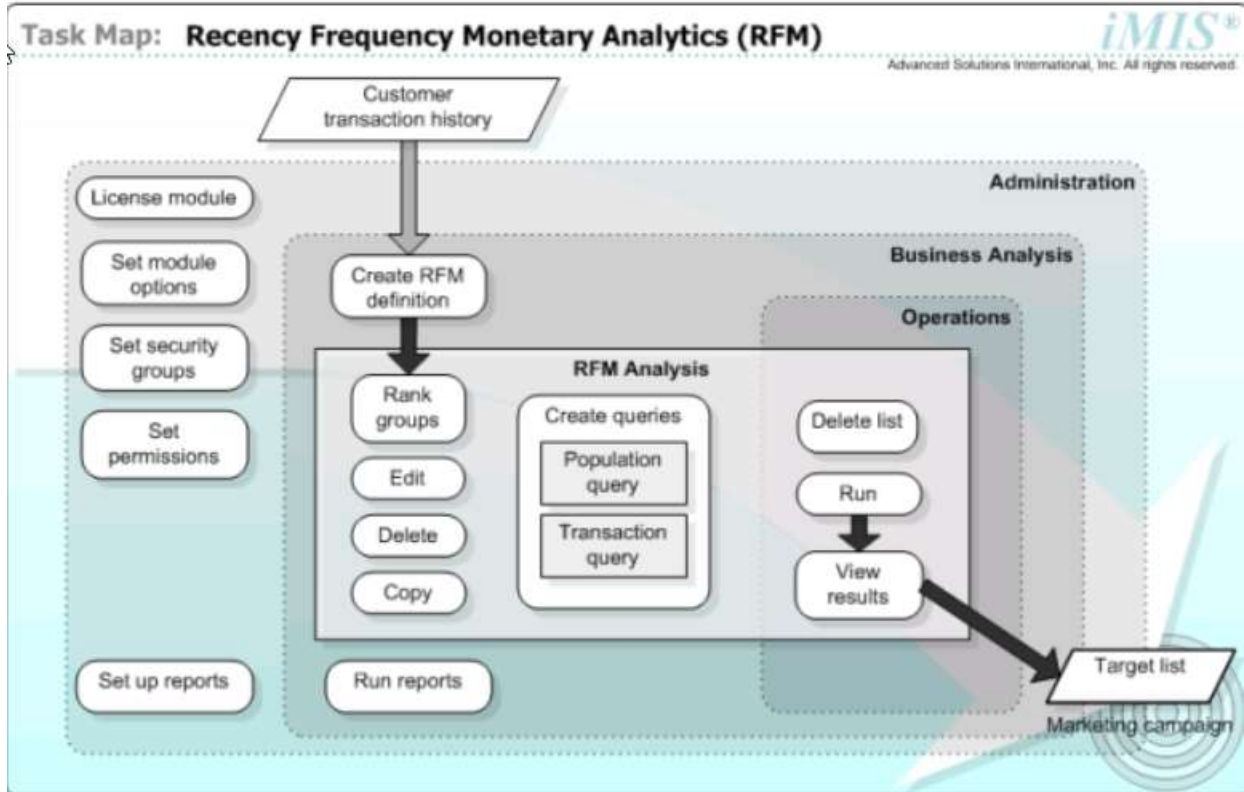 Task Map: Recency Frequency Monetary Analytics (RFM)
iMIS®
Advanced Solutions International, Inc. All rights reserved.
Customer
transaction history
Administration
License module
Set module
options
Set security
groups
Set
permissions
Set up reports
Business Analysis
Create RFM
definition
Operations
RFM Analysis
Rank
groups
Edit
Delete
Copy
Create queries
Population
query
Transaction
query
Delete list
Run
View
results
Run reports
Target list
Marketing campaign